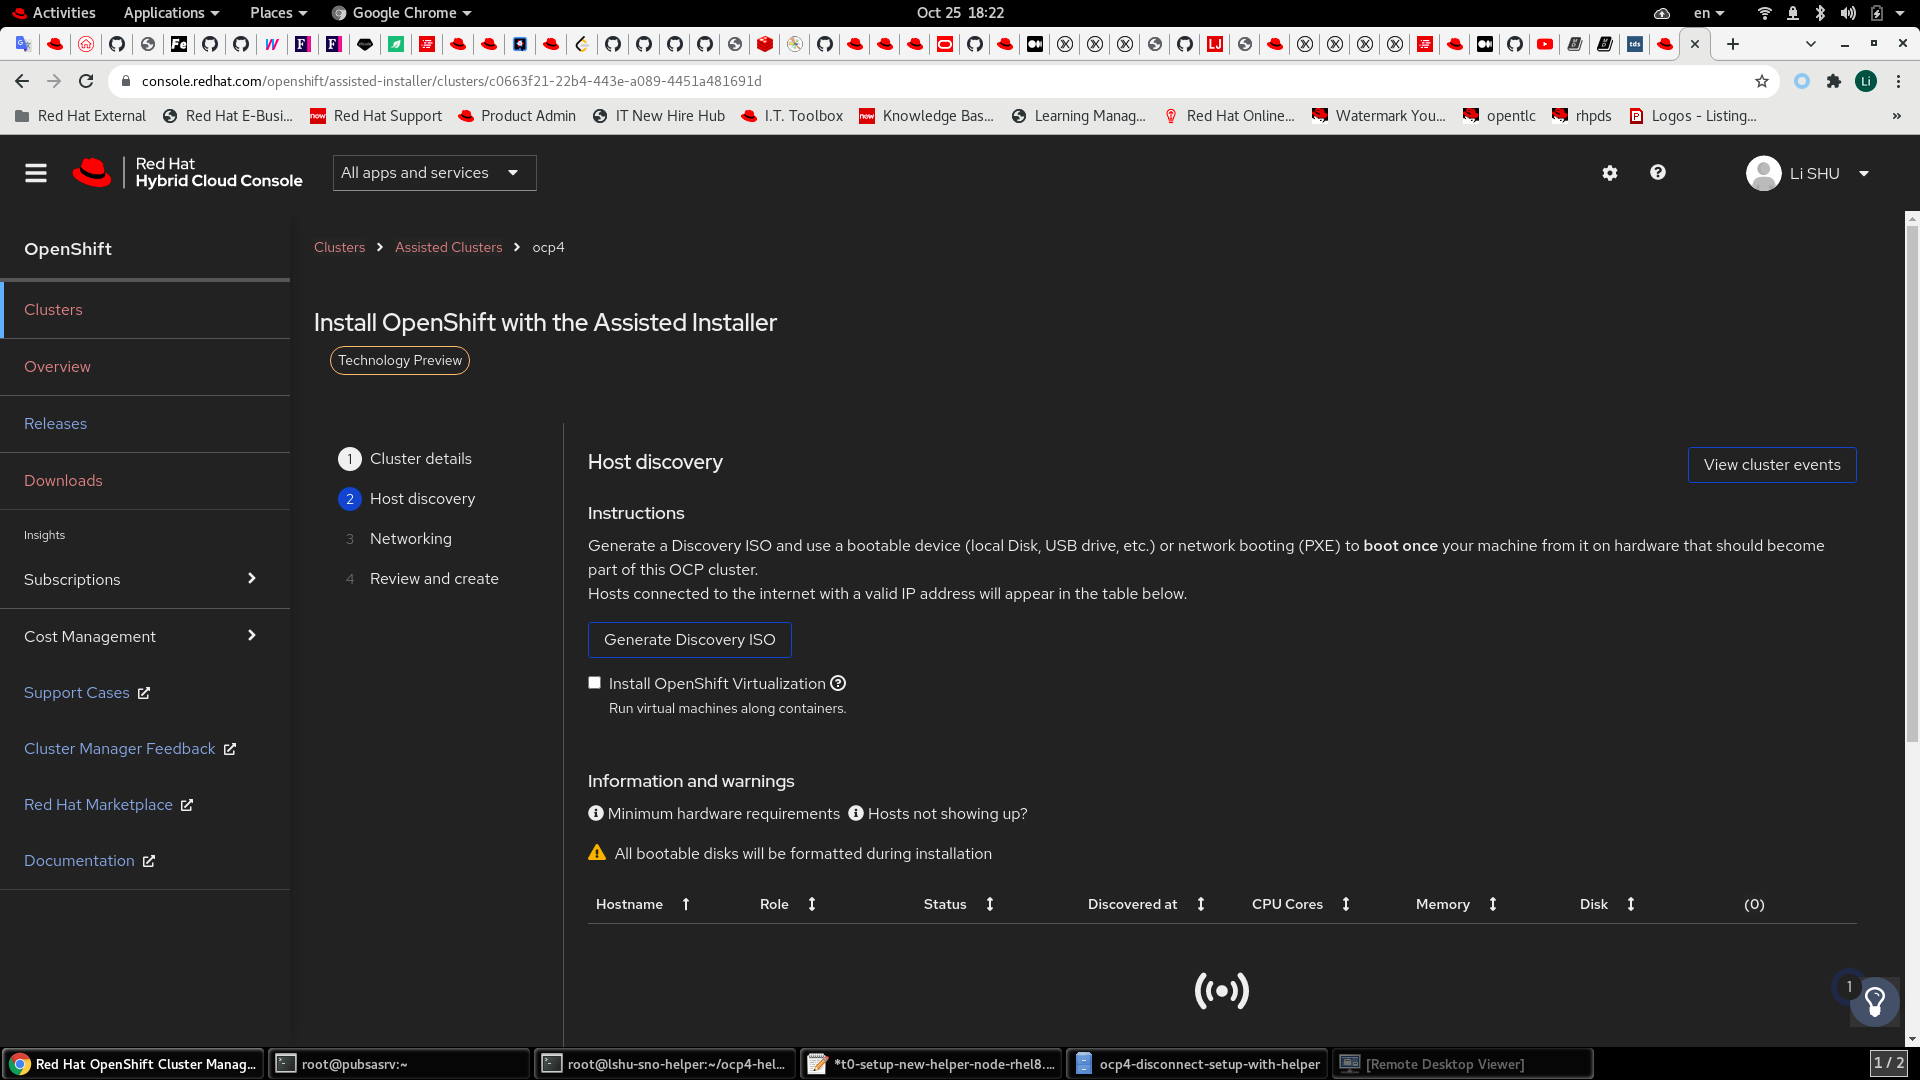 Activities
Applications
Places
Google Chrome
Oct 25 18:22
en
tds
Li
console.redhat.com/openshift/assisted-installer/clusters/c0663f21-22b4-443e-a089-4451a481691d
Red Hat External
Red Hat E-Busi...
Red Hat Support
Product Admin
IT New Hire Hub
I.T. Toolbox
Knowledge Bas...
Learning Manag...
Red Hat Online...
Watermark You...
opentlc
rhpds
Logos - Listing...
Red Hat
Hybrid Cloud Console
All apps and services
Li SHU
OpenShift
Clusters
Overview
Releases
Downloads
Insights
Subscriptions
Cost Management
Support Cases
Cluster Manager Feedback
Red Hat Marketplace
Documentation
Clusters > Assisted Clusters > ocp4
Install OpenShift with the Assisted Installer
Technology Preview
1 Cluster details
2 Host discovery
3 Networking
4 Review and create
Host discovery
View cluster events
Instructions
Generate a Discovery ISO and use a bootable device (local Disk, USB drive, etc.) or network booting (PXE) to boot once your machine from it on hardware that should become
part of this OCP cluster.
Hosts connected to the internet with a valid IP address will appear in the table below.
Generate Discovery ISO
Install OpenShift Virtualization
Run virtual machines along containers.
Information and warnings
Minimum hardware requirements
Hosts not showing up?
All bootable disks will be formatted during installation
Hostname
Role
Status
Discovered at
CPU Cores
Memory
Disk
(0)
1
Red Hat OpenShift Cluster Manag...
root@pubsasrv:~
root@lshu-sno-helper:~/ocp4-hel...
*t0-setup-new-helper-node-rhel8....
ocp4-disconnect-setup-with-helper
[Remote Desktop Viewer]
1 / 2